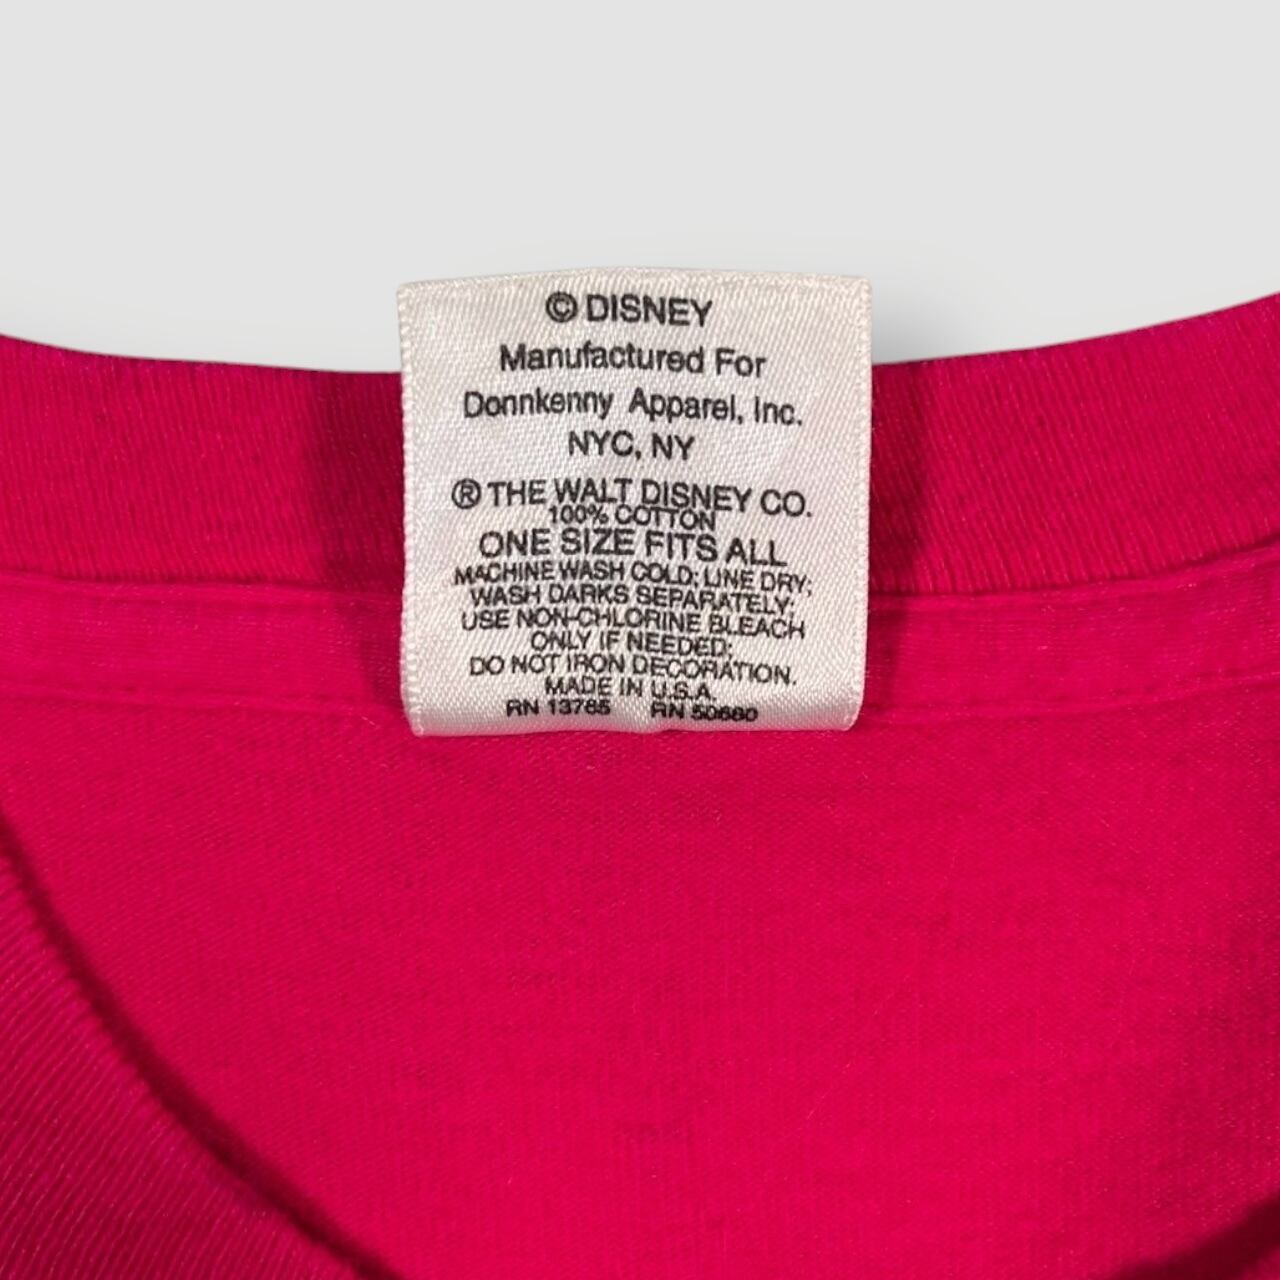 © DISNEY
Manufactured For
Donnkenny Apparel, Inc.
NYC, NY
® THE WALT DISNEY CO.
100% COTTON
ONE SIZE FITS ALL
MACHINE WASH COLD; LINE DRY;
WASH DARKS SEPARATELY;
USE NON-CHLORINE BLEACH
ONLY IF NEEDED;
DO NOT IRON DECORATION.
MADE IN U.S.A.
RN 13765 RN 50680